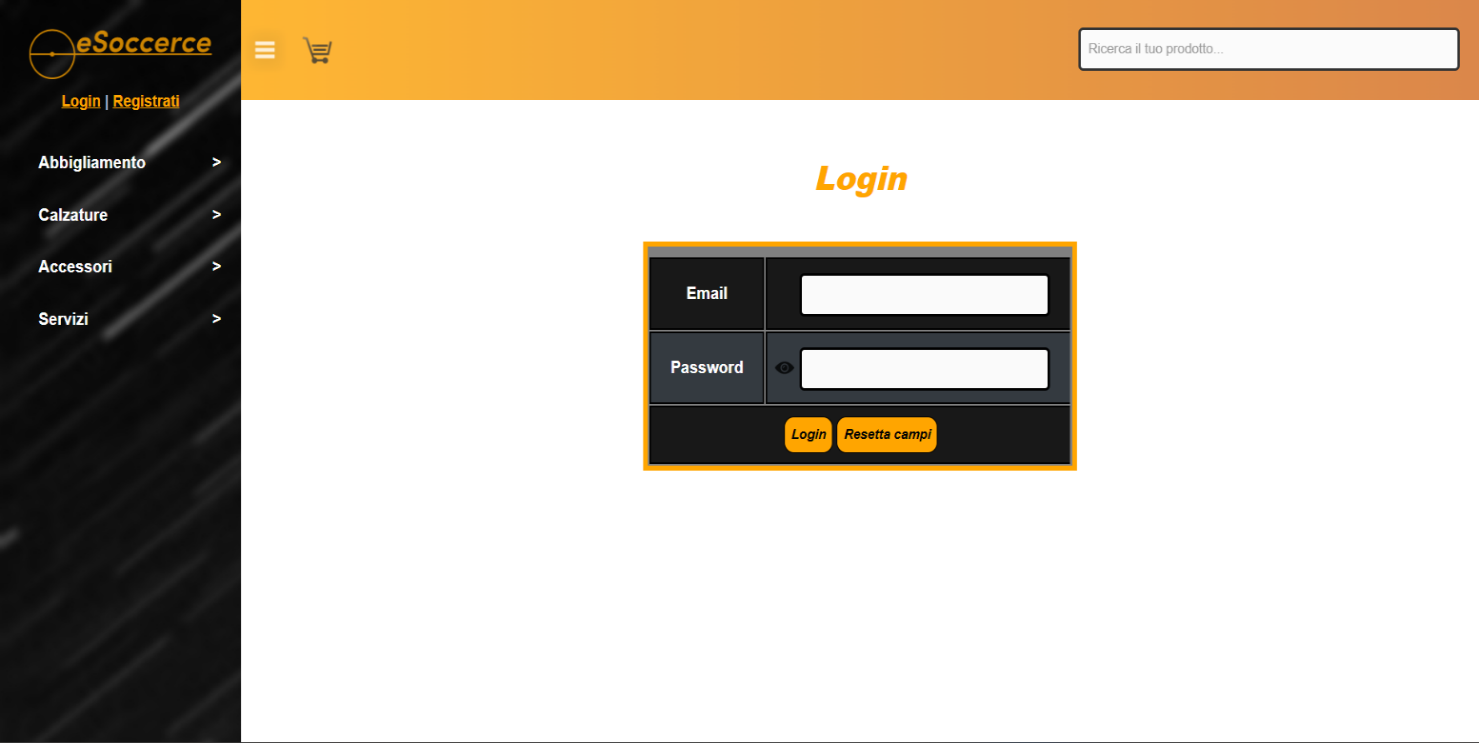 eSoccerce
Login | Registrati
Abbigliamento >
Calzature >
Accessori >
Servizi >
Ricerca il tuo prodotto...
Login
Email
Password
Login Resetta campi